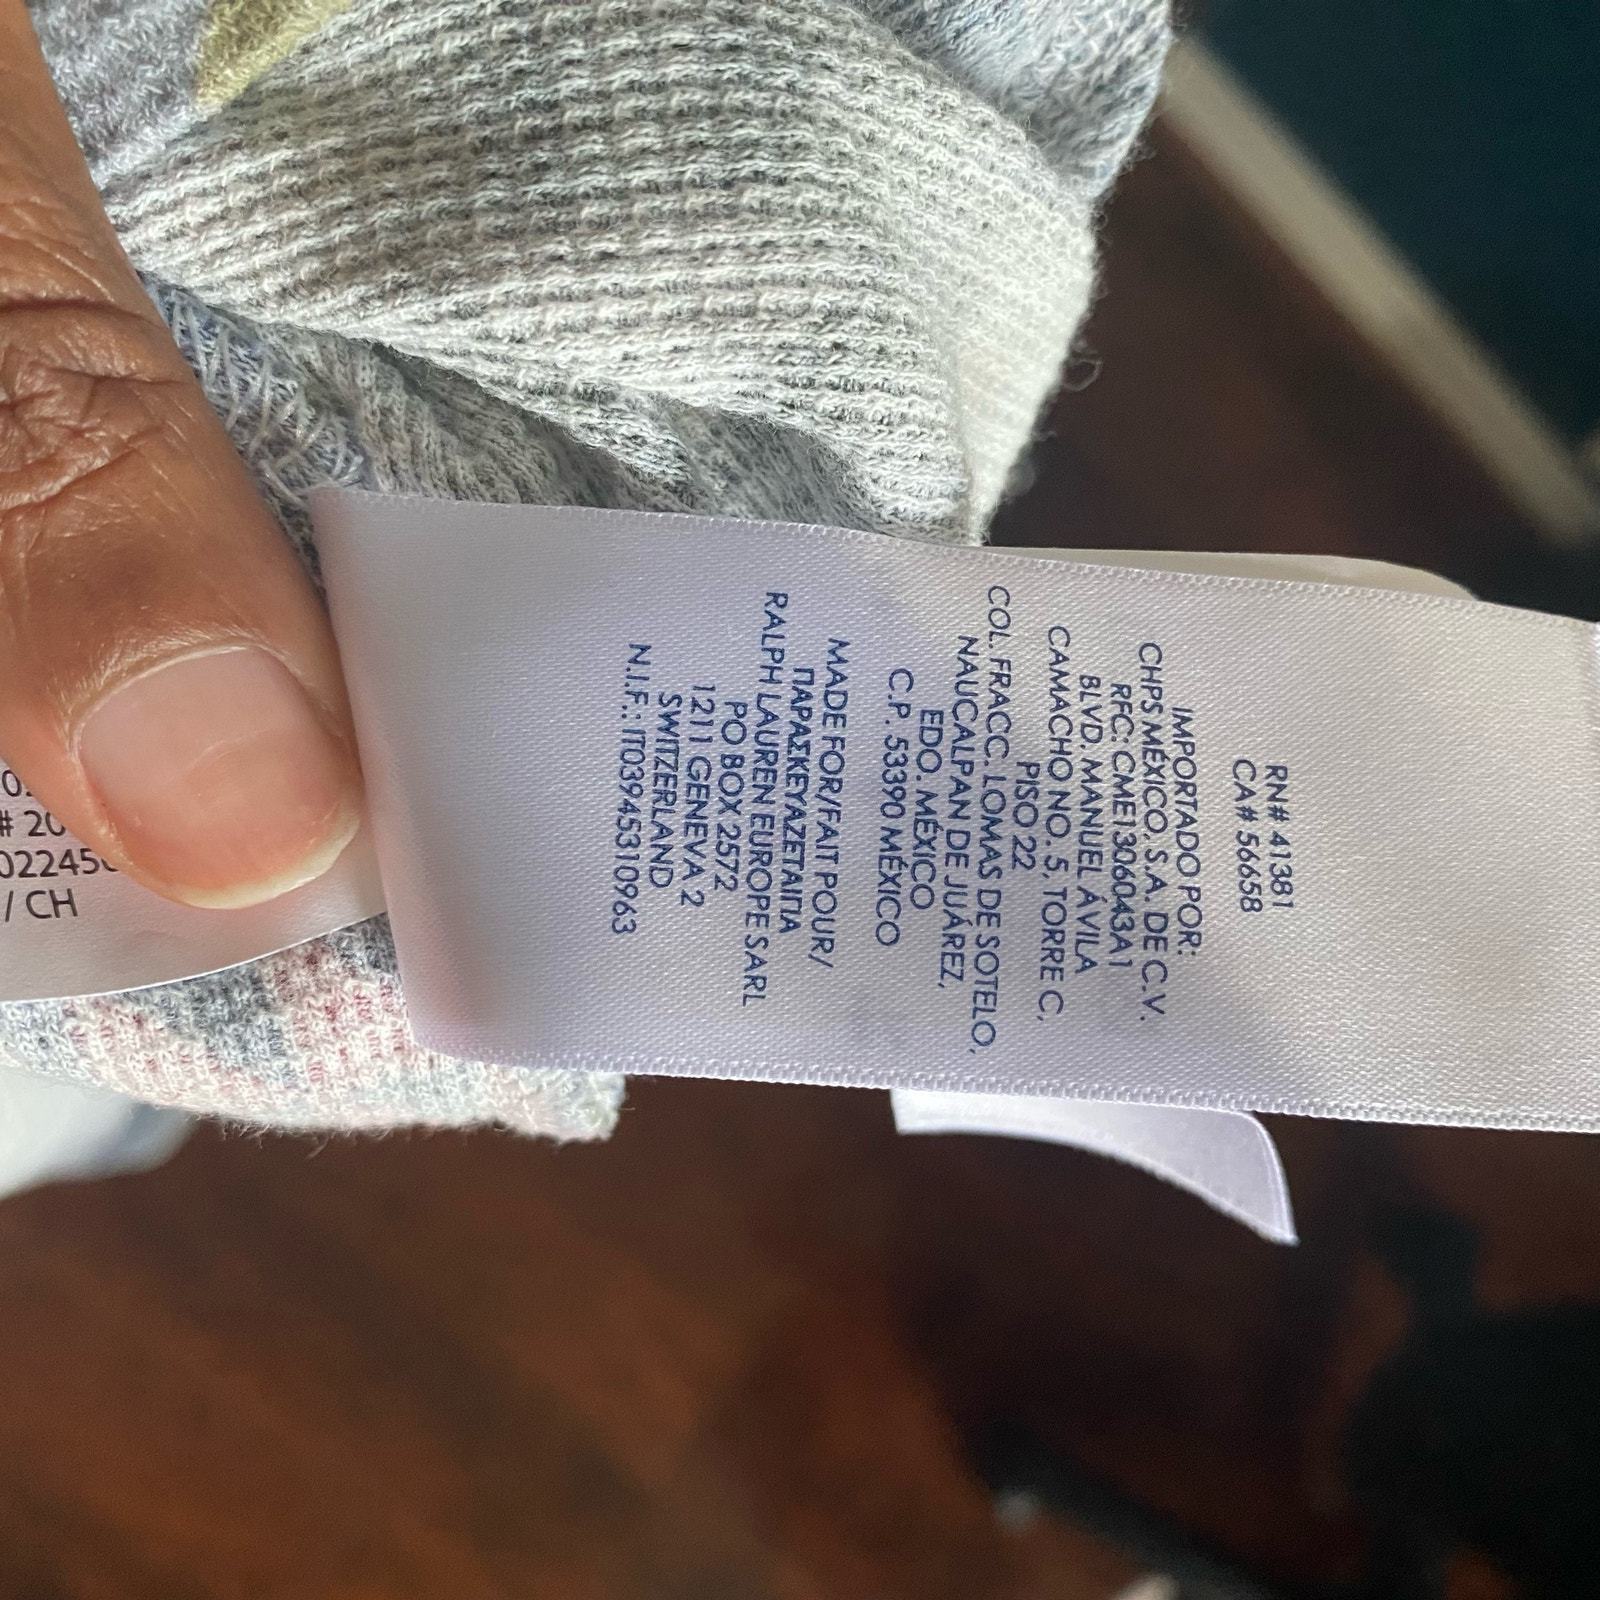 RN# 41381
CA# 56658
IMPORTADO POR:
CHPS MÉXICO, S.A. DE C.V.
RFC: CME1306043A1
BLVD. MANUEL ÁVILA
CAMACHO NO. 5, TORRE C,
PISO 22
COL. FRACC. LOMAS DE SOTELO,
NAUCALPAN DE JUÁREZ,
EDO. MÉXICO
C.P. 53390 MÉXICO
MADE FOR/FAIT POUR/
ΠΑΡΑΣΚΕΥΑΖΕΤΑΙΓΙΑ
RALPH LAUREN EUROPE SARL
PO BOX 2572
1211 GENEVA 2
SWITZERLAND
N.I.F.: IT03945310963
# 20
/ CH